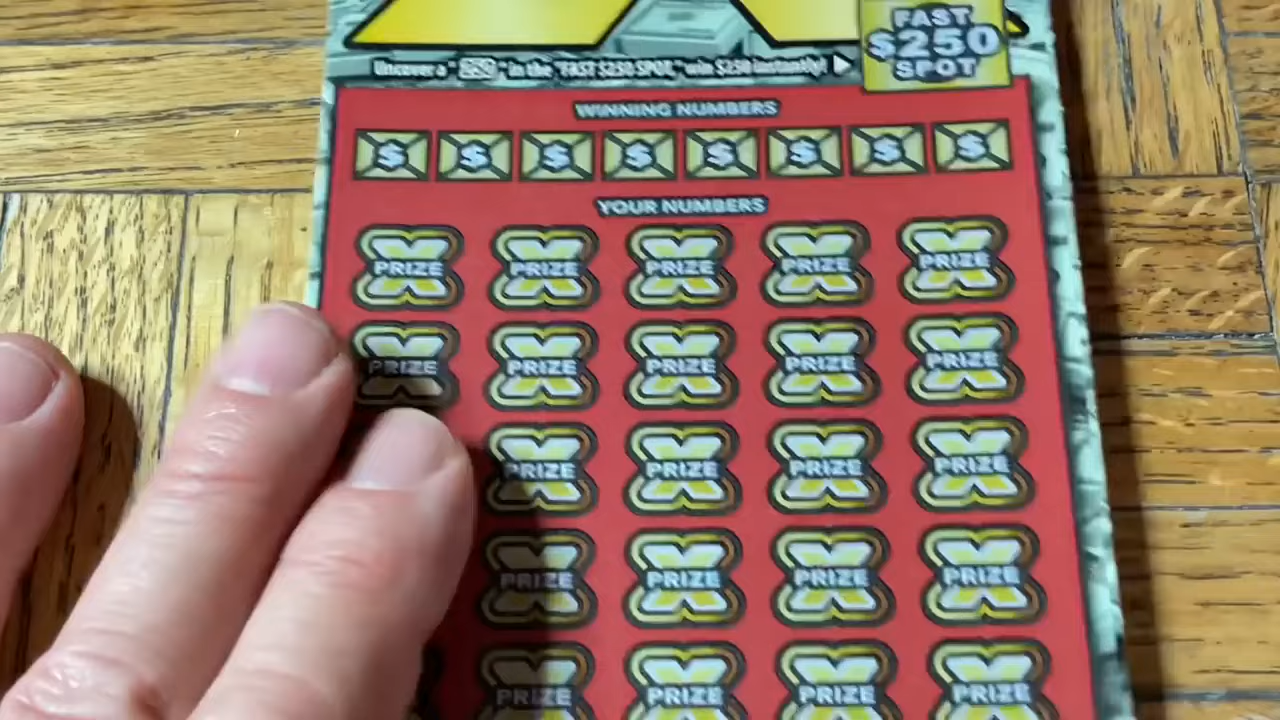 FAST
$250
SPOT
Uncover a " $250 " in the "FAST $250 SPOT," win $250 instantly!
WINNING NUMBERS
$ $ $ $ $ $ $ $
YOUR NUMBERS
PRIZE PRIZE PRIZE PRIZE PRIZE
PRIZE PRIZE PRIZE PRIZE PRIZE
PRIZE PRIZE PRIZE PRIZE
PRIZE PRIZE PRIZE PRIZE
PRIZE PRIZE PRIZE PRIZE